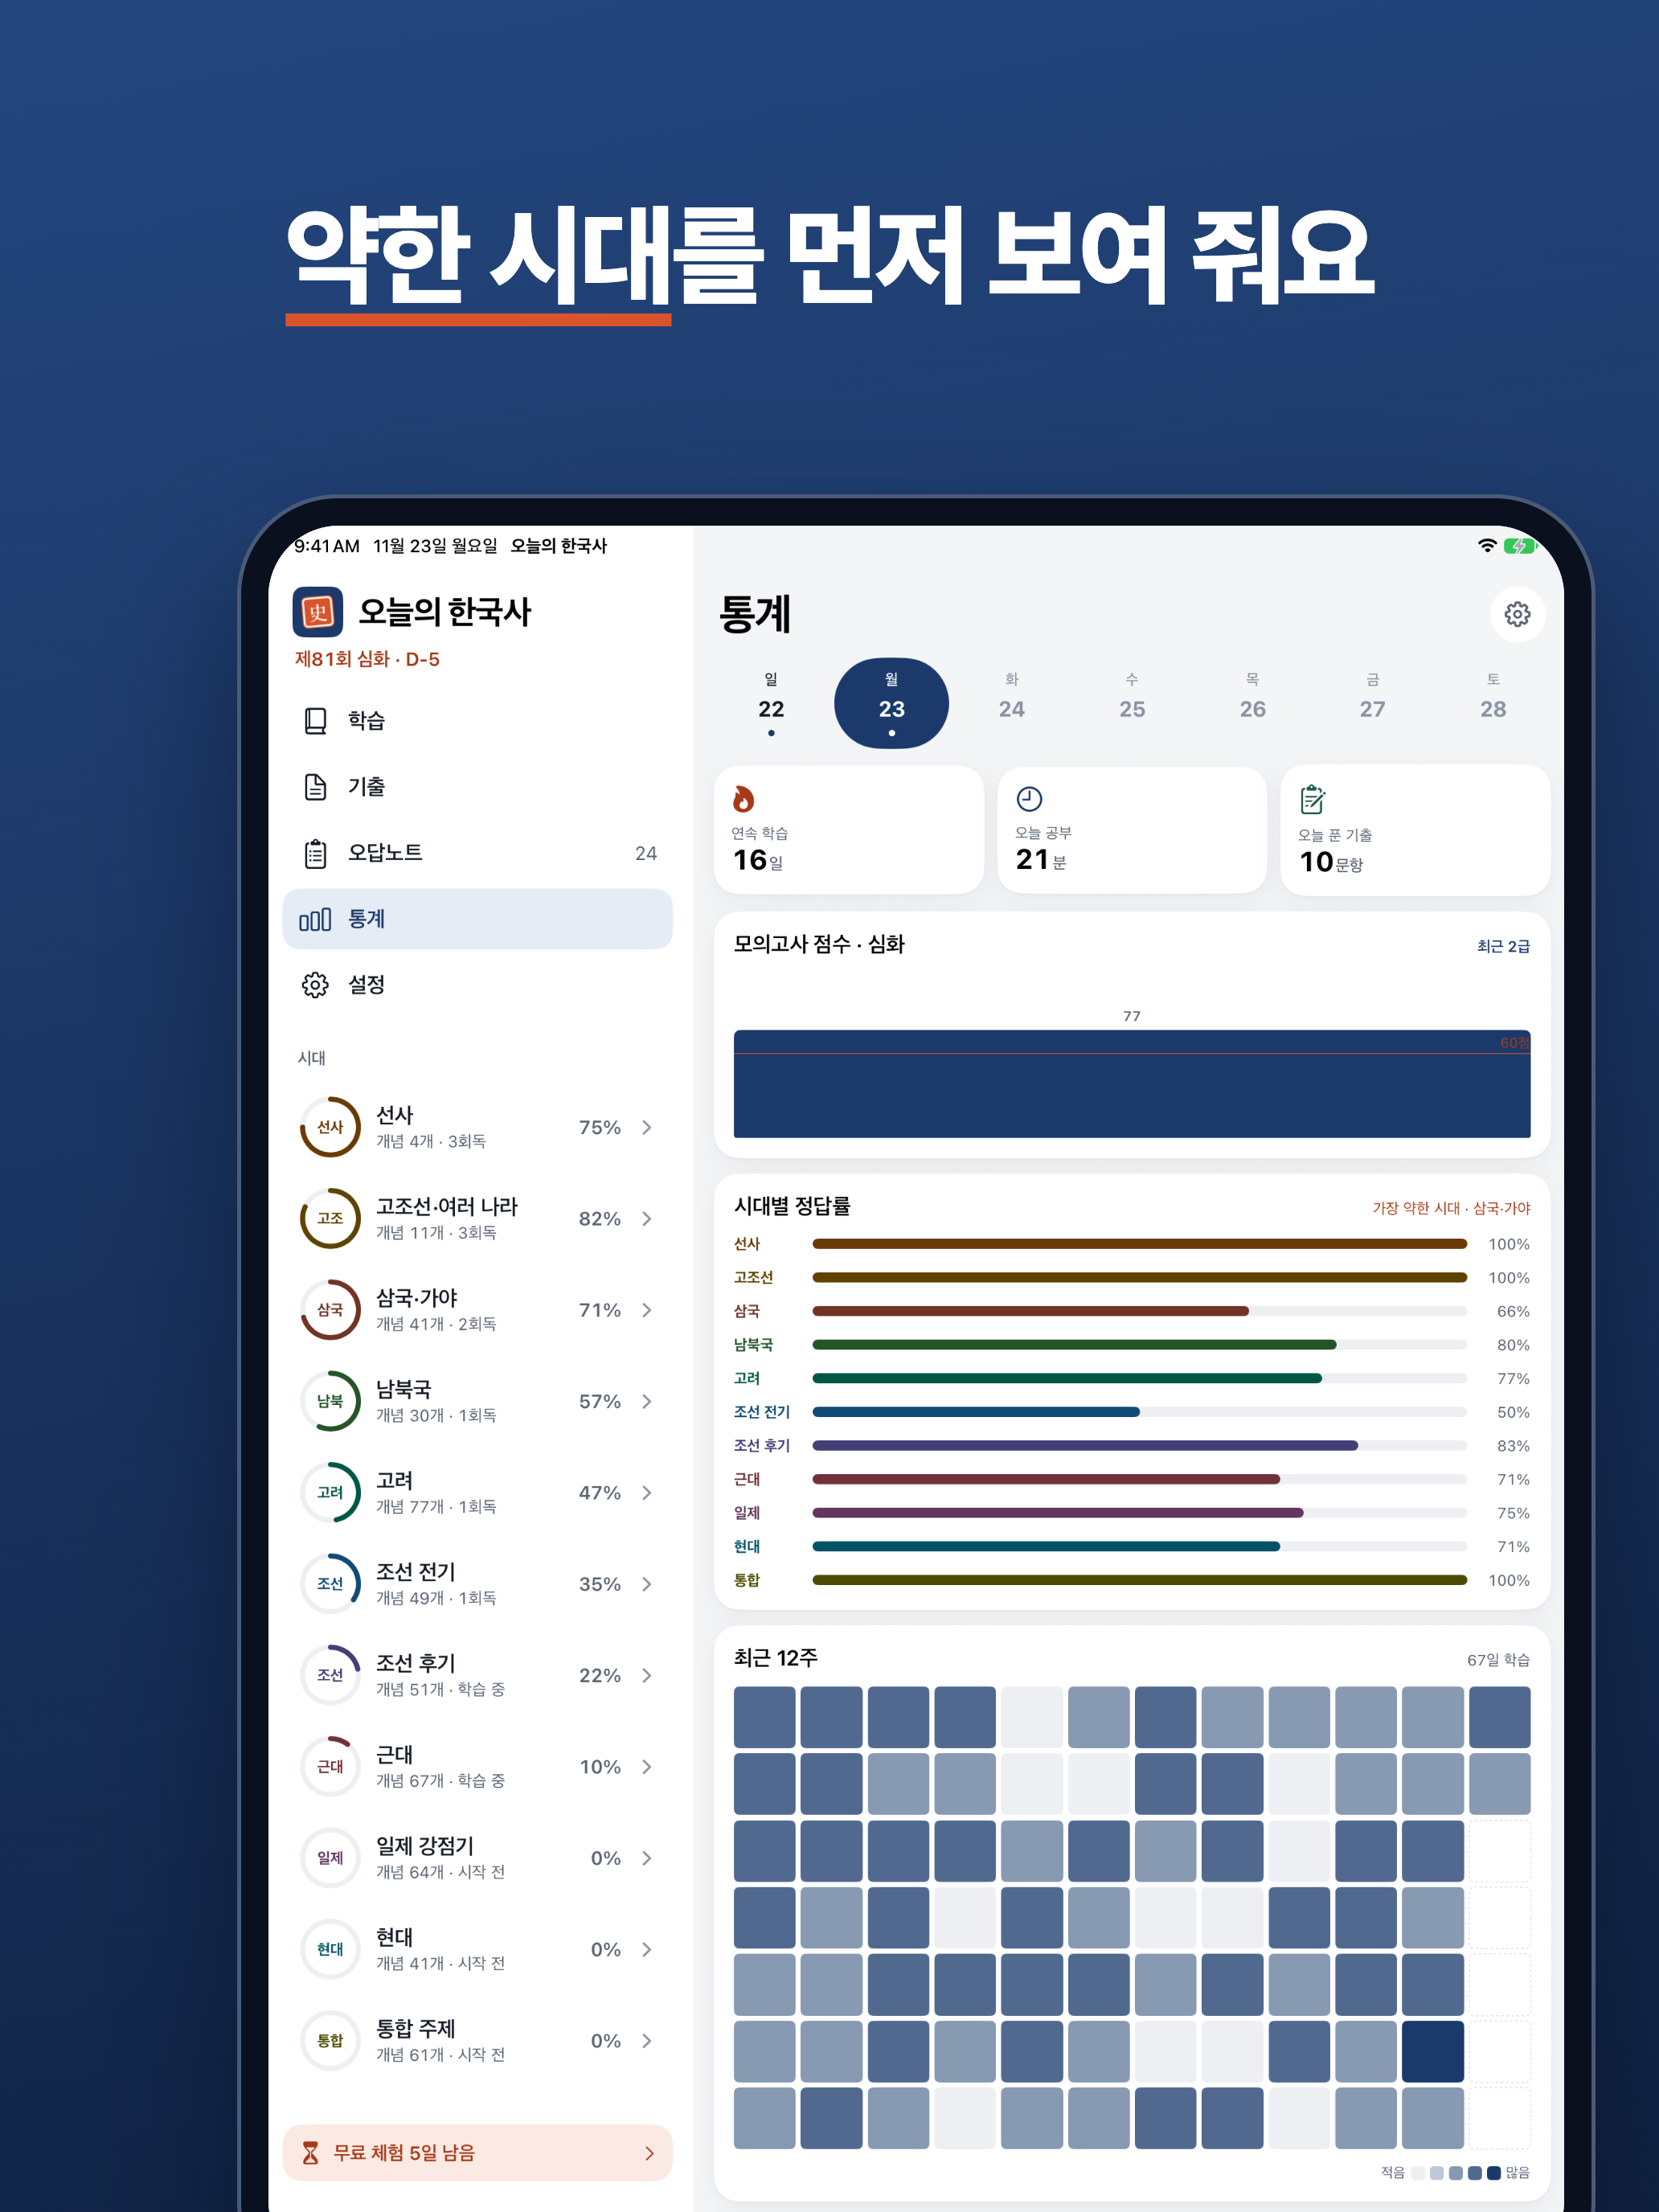 약한 시대를 먼저 보여 줘요
9:41 AM 11월 23일 월요일 오늘의 한국사
史 오늘의 한국사
제81회 심화 · D-5
학습
기출
오답노트 24
통계
설정
시대
선사 선사 75%
개념 4개 · 3회독
고조 고조선·여러 나라 82%
개념 11개 · 3회독
삼국 삼국·가야 71%
개념 41개 · 2회독
남북 남북국 57%
개념 30개 · 1회독
고려 고려 47%
개념 77개 · 1회독
조선 조선 전기 35%
개념 49개 · 1회독
조선 조선 후기 22%
개념 51개 · 학습 중
근대 근대 10%
개념 67개 · 학습 중
일제 일제 강점기 0%
개념 64개 · 시작 전
현대 현대 0%
개념 41개 · 시작 전
통합 통합 주제 0%
개념 61개 · 시작 전
무료 체험 5일 남음
통계
일 월 화 수 목 금 토
22 23 24 25 26 27 28
연속 학습
16일
오늘 공부
21분
오늘 푼 기출
10문항
모의고사 점수 · 심화 최근 2급
77
60점
시대별 정답률 가장 약한 시대 · 삼국·가야
선사 100%
고조선 100%
삼국 66%
남북국 80%
고려 77%
조선 전기 50%
조선 후기 83%
근대 71%
일제 75%
현대 71%
통합 100%
최근 12주 67일 학습
적음 많음